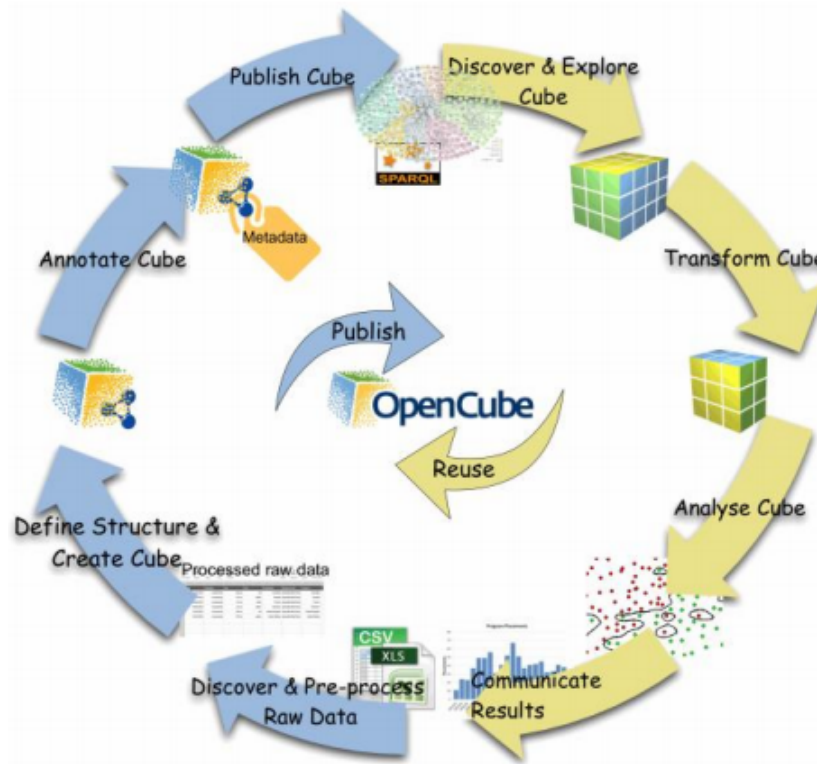 Publish Cube
Discover & Explore
Cube
SPARQL
Metadata
Annotate Cube
Transform Cube
Publish
OpenCube
Reuse
Define Structure &
Create Cube
Analyse Cube
Processed raw data
CSV
XLS
Discover & Pre-process
Raw Data
Communicate
Results